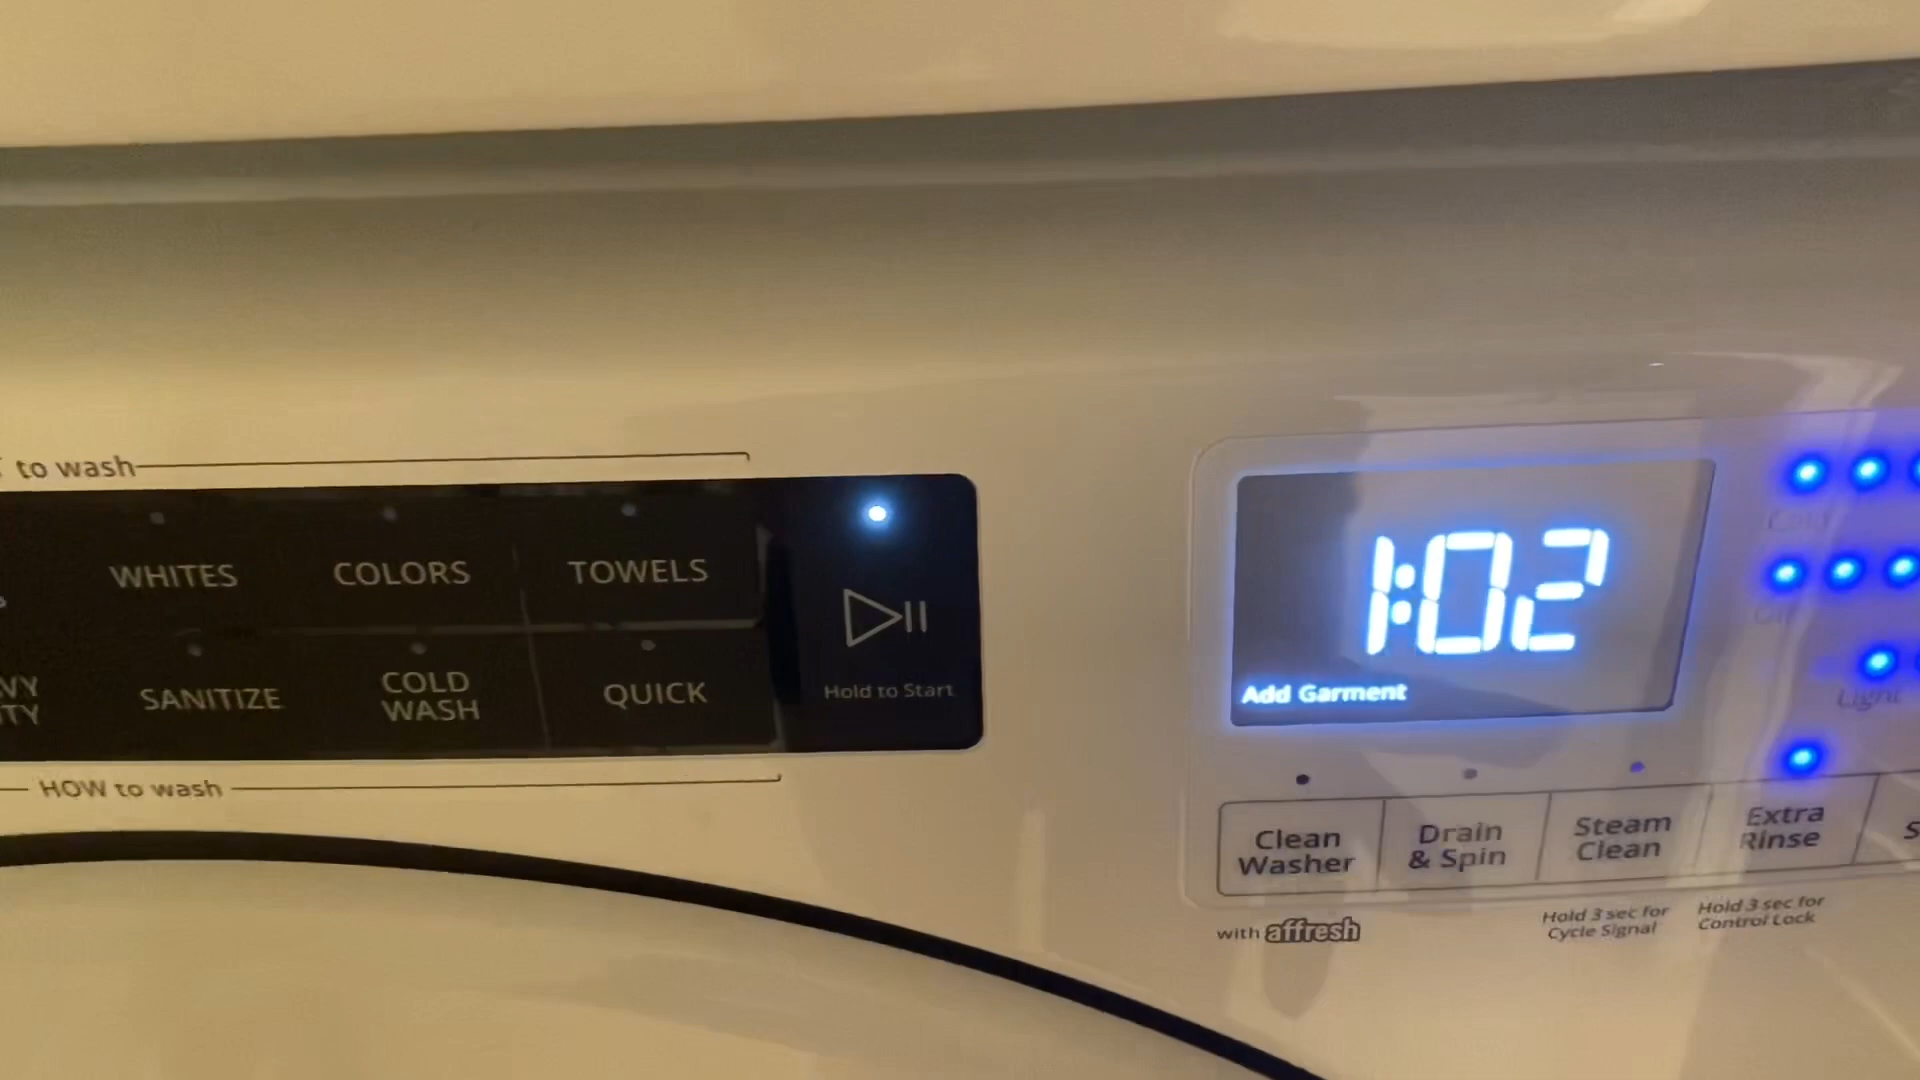 to wash
WHITES
COLORS
TOWELS
SANITIZE
COLD
WASH
QUICK
Hold to Start
HOW to wash
1:02
Add Garment
Cold
Light
Clean
Washer
Drain
& Spin
Steam
Clean
Extra
Rinse
with affresh
Hold 3 sec for
Cycle Signal
Hold 3 sec for
Control Lock